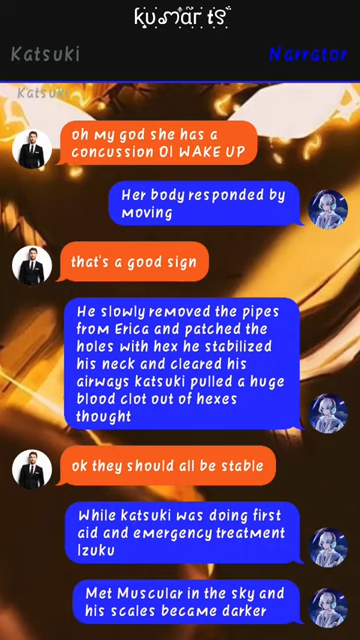 kumar ts
Katsuki
Narrator
Katsuki
oh my god she has a
concussion OI WAKE UP
Her body responded by
moving
that's a good sign
He slowly removed the pipes
from Erica and patched the
holes with hex he stabilized
his neck and cleared his
airways katsuki pulled a huge
blood clot out of hexes
thought
ok they should all be stable
While katsuki was doing first
aid and emergency treatment
Izuku
Met Muscular in the sky and
his scales became darker